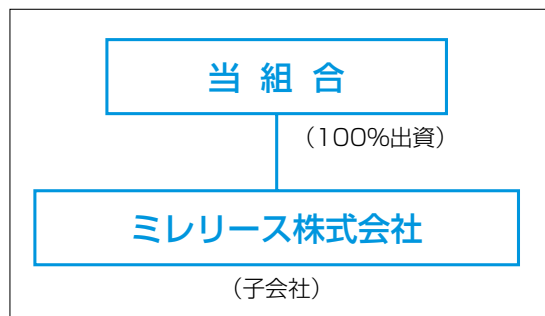 当 組 合
（100%出資）
ミレリース株式会社
（子会社）